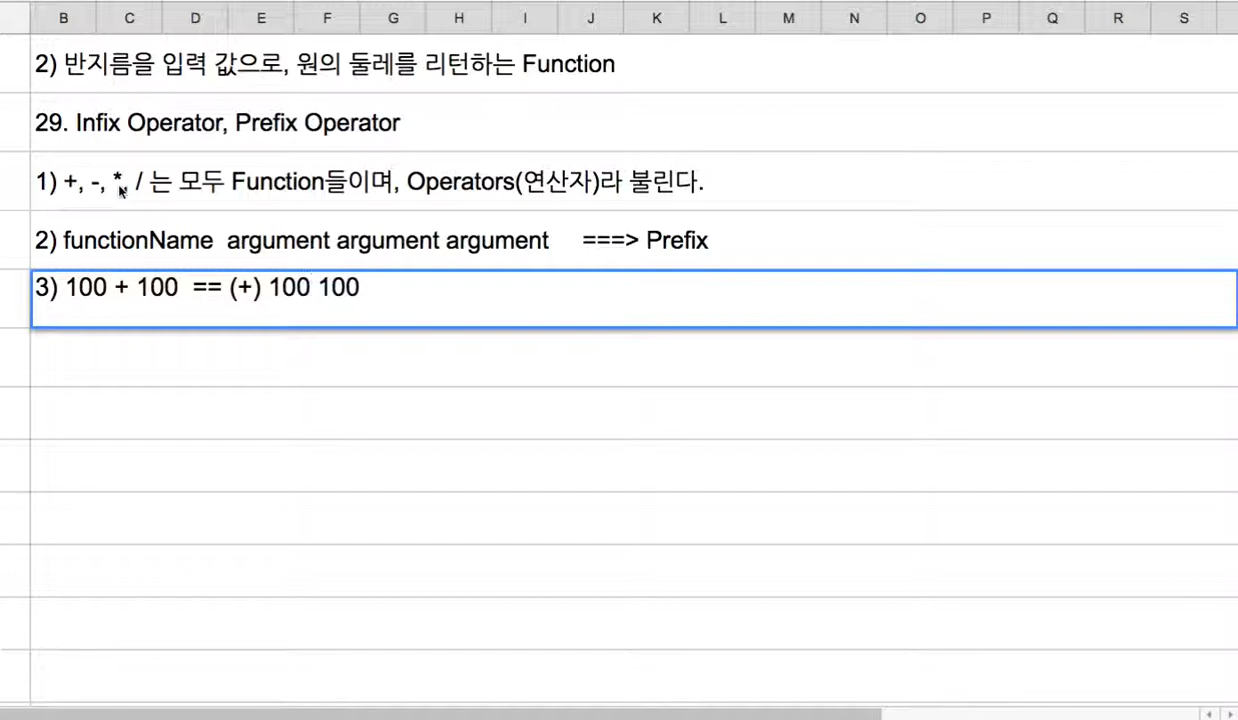 B C D E F G H I J K L M N O P Q R S
2) 반지름을 입력 값으로, 원의 둘레를 리턴하는 Function
29. Infix Operator, Prefix Operator
1) +, -, *, / 는 모두 Function들이며, Operators(연산자)라 불린다.
2) functionName argument argument argument ===> Prefix
3) 100 + 100 == (+) 100 100